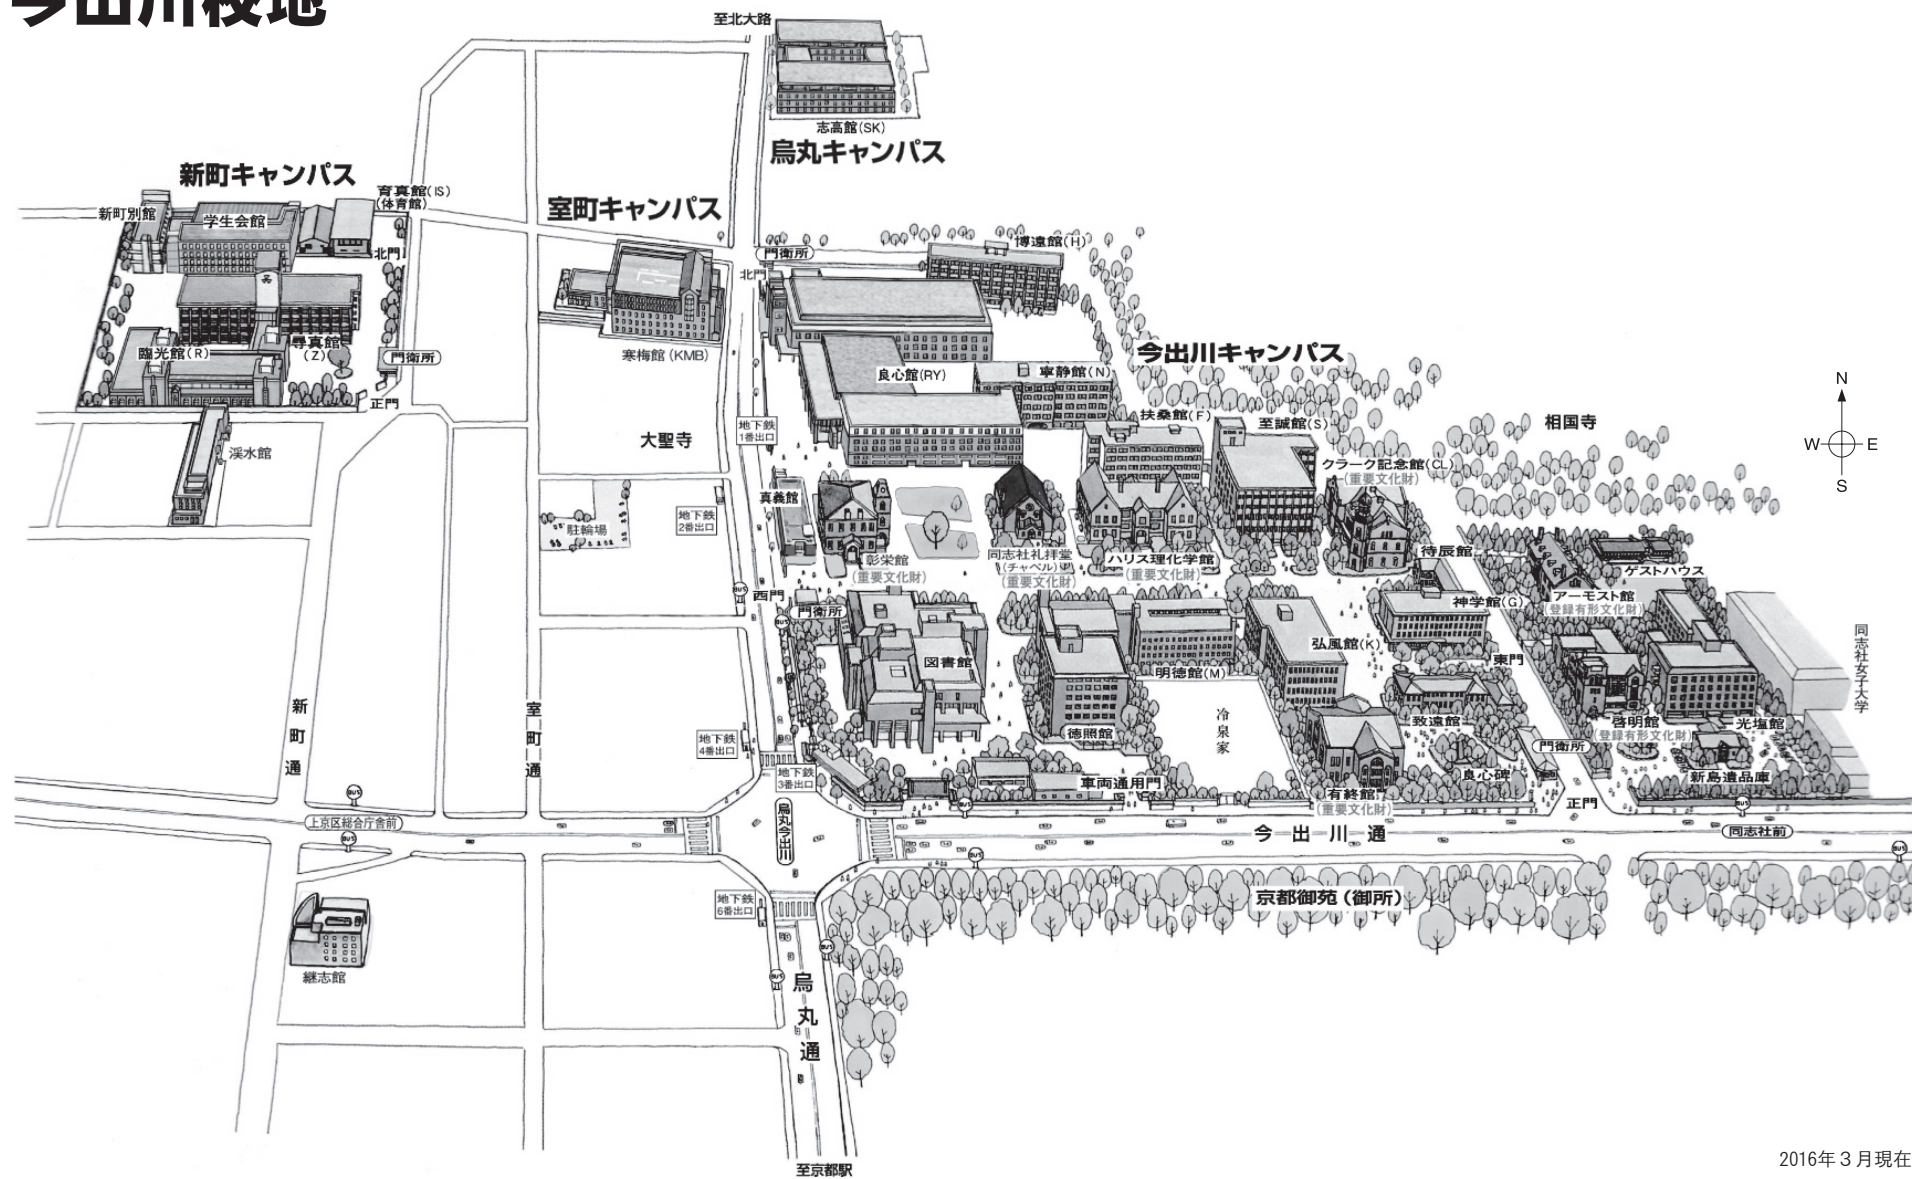 今出川校地
至北大路
志高館(SK)
烏丸キャンパス
新町キャンパス
育真館(IS)
(体育館)
新町別館
学生会館
北門
室町キャンパス
門衛所
北門
博遠館(H)
臨光館(R)
尋真館
(Z)
門衛所
正門
寒梅館(KMB)
今出川キャンパス
良心館(RY)
寧静館(N)
扶桑館(F)
至誠館(S)
相国寺
N
W
E
S
渓水館
大聖寺
地下鉄
1番出口
クラーク記念館(CL)
(重要文化財)
真義館
地下鉄
2番出口
駐輪場
彰栄館
(重要文化財)
同志社礼拝堂
(チャペル)
(重要文化財)
ハリス理化学館
(重要文化財)
待辰館
ゲストハウス
アーモスト館
(登録有形文化財)
神学館(G)
BUS
西門
BUS
門衛所
図書館
明徳館(M)
弘風館(K)
東門
同志社女子大学
新町通
室町通
地下鉄
4番出口
徳照館
冷泉家
致遠館
啓明館
(登録有形文化財)
光塩館
門衛所
地下鉄
3番出口
車両通用門
良心碑
新島遺品庫
有終館
(重要文化財)
正門
BUS
上京区総合庁舎前
BUS
烏丸今出川
BUS
今出川通
BUS
同志社前
BUS
BUS
京都御苑(御所)
地下鉄
6番出口
BUS
BUS
継志館
烏丸通
至京都駅
2016年3月現在